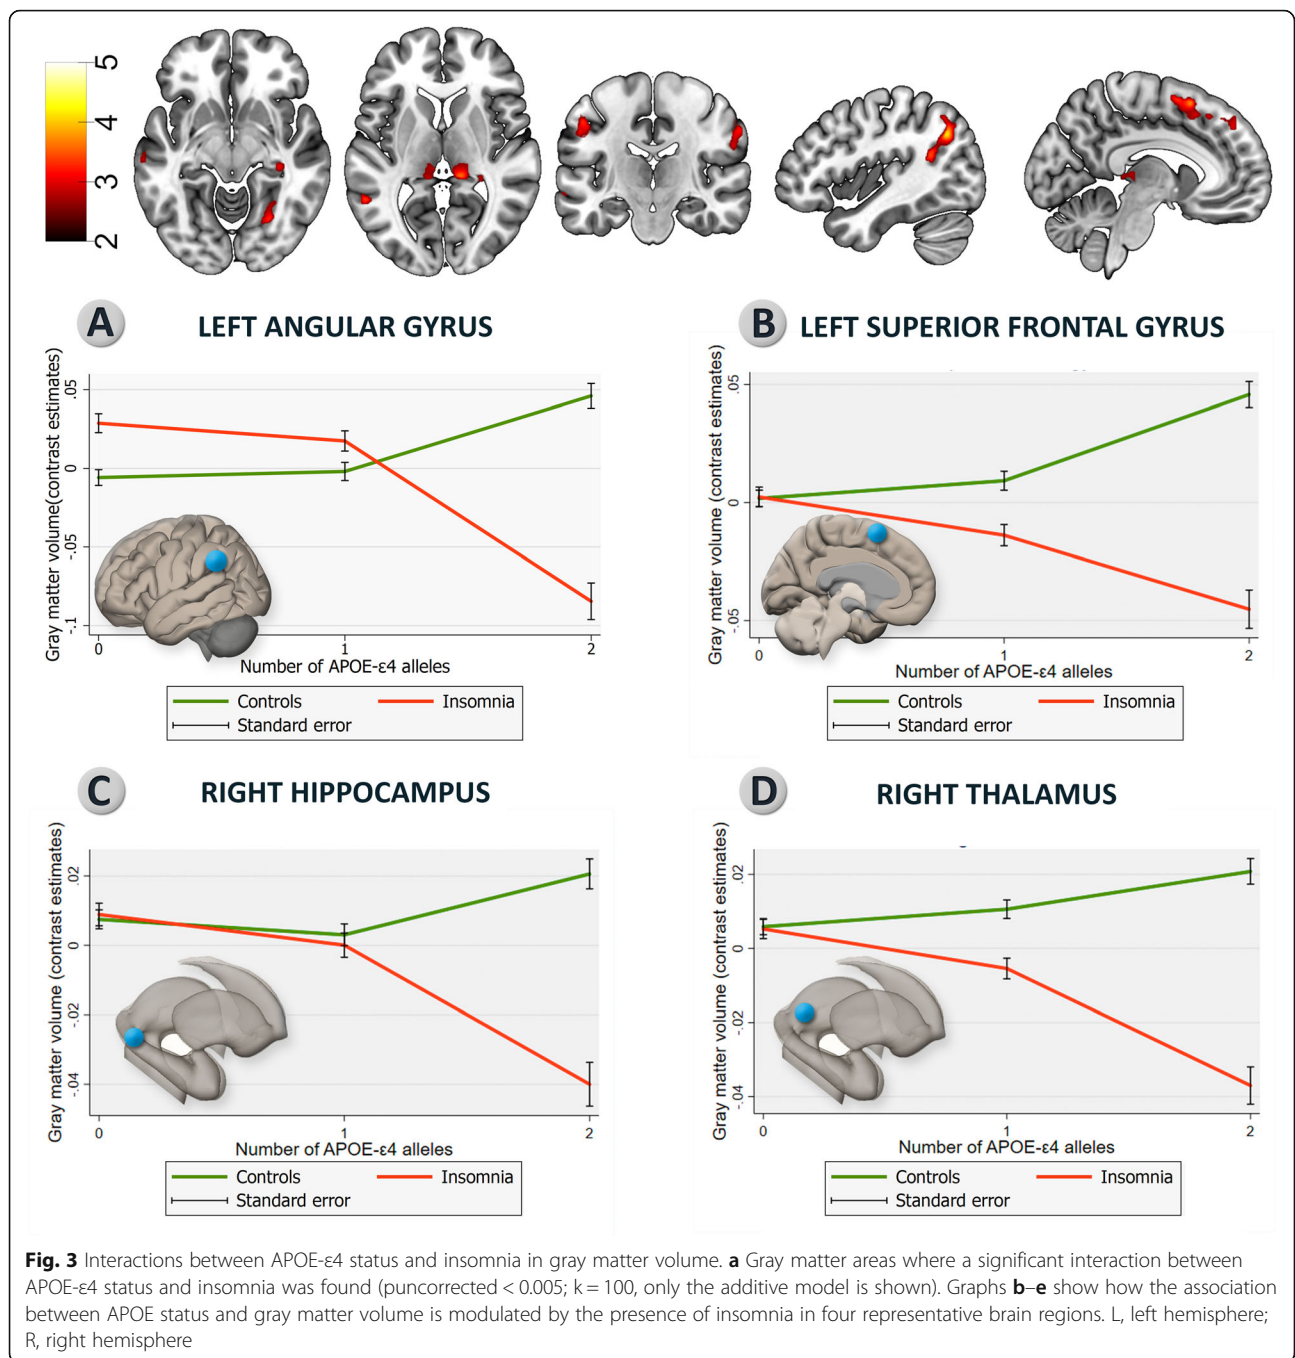 5
4
3
2
A LEFT ANGULAR GYRUS
Gray matter volume(contrast estimates)
.05
0
-.05
-.1
0 1 2
Number of APOE-ε4 alleles
Controls Insomnia
Standard error
B LEFT SUPERIOR FRONTAL GYRUS
Gray matter volume (contrast estimates)
.05
0
-.05
0 1 2
Number of APOE-ε4 alleles
Controls Insomnia
Standard error
C RIGHT HIPPOCAMPUS
Gray matter volume (contrast estimates)
.02
0
-.02
-.04
0 1 2
Number of APOE-ε4 alleles
Controls Insomnia
Standard error
D RIGHT THALAMUS
Gray matter volume (contrast estimates)
.02
0
-.02
-.04
0 1 2
Number of APOE-ε4 alleles
Controls Insomnia
Standard error
Fig. 3 Interactions between APOE-ε4 status and insomnia in gray matter volume. a Gray matter areas where a significant interaction between
APOE-ε4 status and insomnia was found (puncorrected < 0.005; k = 100, only the additive model is shown). Graphs b–e show how the association
between APOE status and gray matter volume is modulated by the presence of insomnia in four representative brain regions. L, left hemisphere;
R, right hemisphere